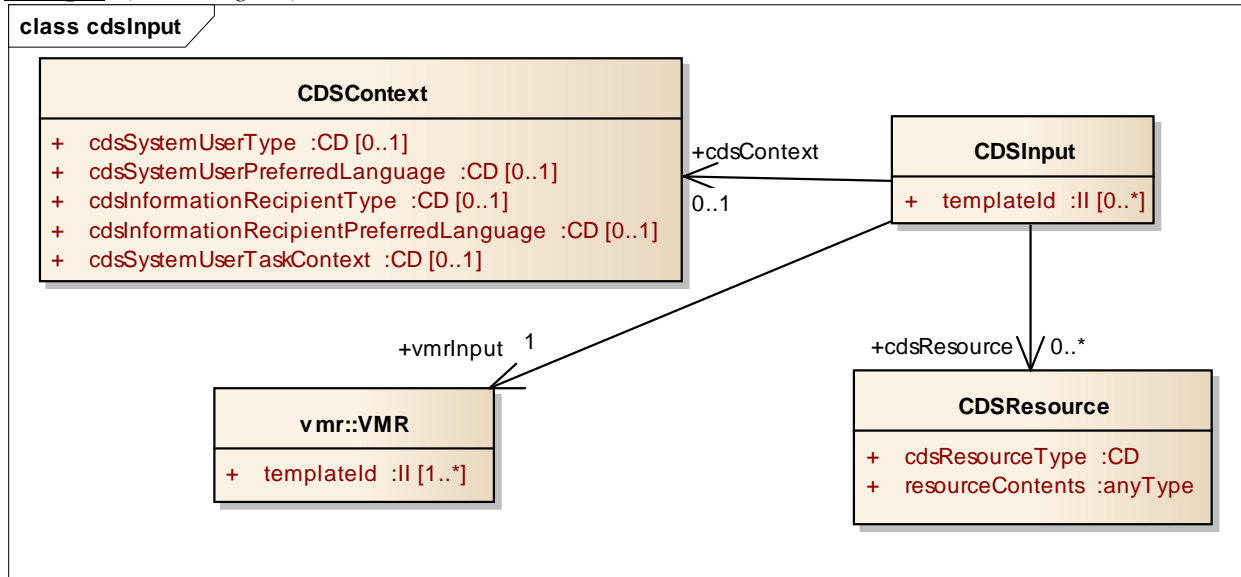 class cdsInput
CDSContext
+ cdsSystemUserType :CD [0..1]
+ cdsSystemUserPreferredLanguage :CD [0..1]
+ cdsInformationRecipientType :CD [0..1]
+ cdsInformationRecipientPreferredLanguage :CD [0..1]
+ cdsSystemUserTaskContext :CD [0..1]
+cdsContext
0..1
CDSInput
+ templateId :II [0..*]
+vmrInput 1
+cdsResource 0..*
vmr::VMR
+ templateId :II [1..*]
CDSResource
+ cdsResourceType :CD
+ resourceContents :anyType